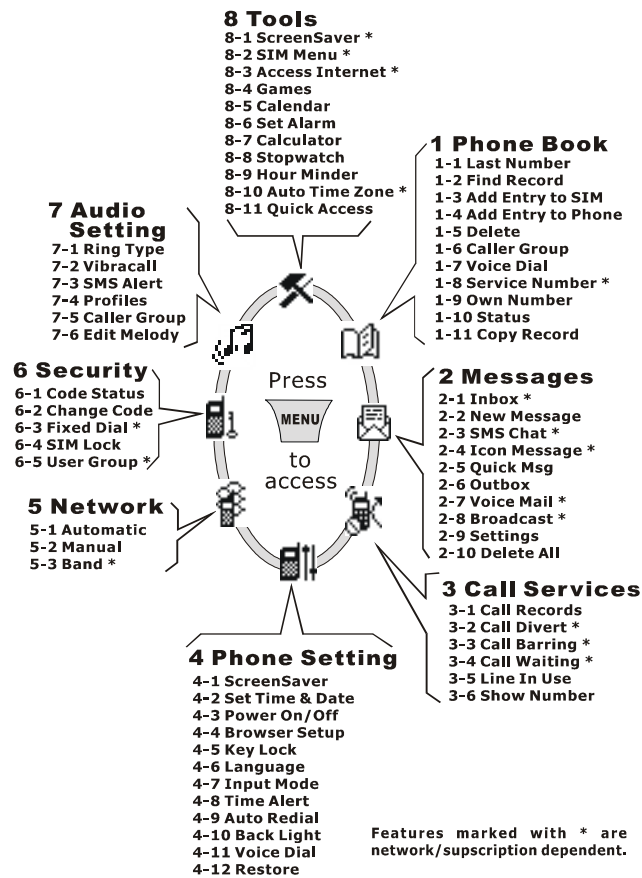 8 Tools
8-1 ScreenSaver *
8-2 SIM Menu *
8-3 Access Internet *
8-4 Games
8-5 Calendar
8-6 Set Alarm
8-7 Calculator
8-8 Stopwatch
8-9 Hour Minder
8-10 Auto Time Zone *
8-11 Quick Access
1 Phone Book
1-1 Last Number
1-2 Find Record
1-3 Add Entry to SIM
1-4 Add Entry to Phone
1-5 Delete
1-6 Caller Group
1-7 Voice Dial
1-8 Service Number *
1-9 Own Number
1-10 Status
1-11 Copy Record
7 Audio
Setting
7-1 Ring Type
7-2 Vibracall
7-3 SMS Alert
7-4 Profiles
7-5 Caller Group
7-6 Edit Melody
6 Security
6-1 Code Status
6-2 Change Code
6-3 Fixed Dial *
6-4 SIM Lock
6-5 User Group *
Press
MENU
to
access
2 Messages
2-1 Inbox *
2-2 New Message
2-3 SMS Chat *
2-4 Icon Message *
2-5 Quick Msg
2-6 Outbox
2-7 Voice Mail *
2-8 Broadcast *
2-9 Settings
2-10 Delete All
5 Network
5-1 Automatic
5-2 Manual
5-3 Band *
3 Call Services
3-1 Call Records
3-2 Call Divert *
3-3 Call Barring *
3-4 Call Waiting *
3-5 Line In Use
3-6 Show Number
4 Phone Setting
4-1 ScreenSaver
4-2 Set Time & Date
4-3 Power On/Off
4-4 Browser Setup
4-5 Key Lock
4-6 Language
4-7 Input Mode
4-8 Time Alert
4-9 Auto Redial
4-10 Back Light
4-11 Voice Dial
4-12 Restore
Features marked with * are
network/supscription dependent.